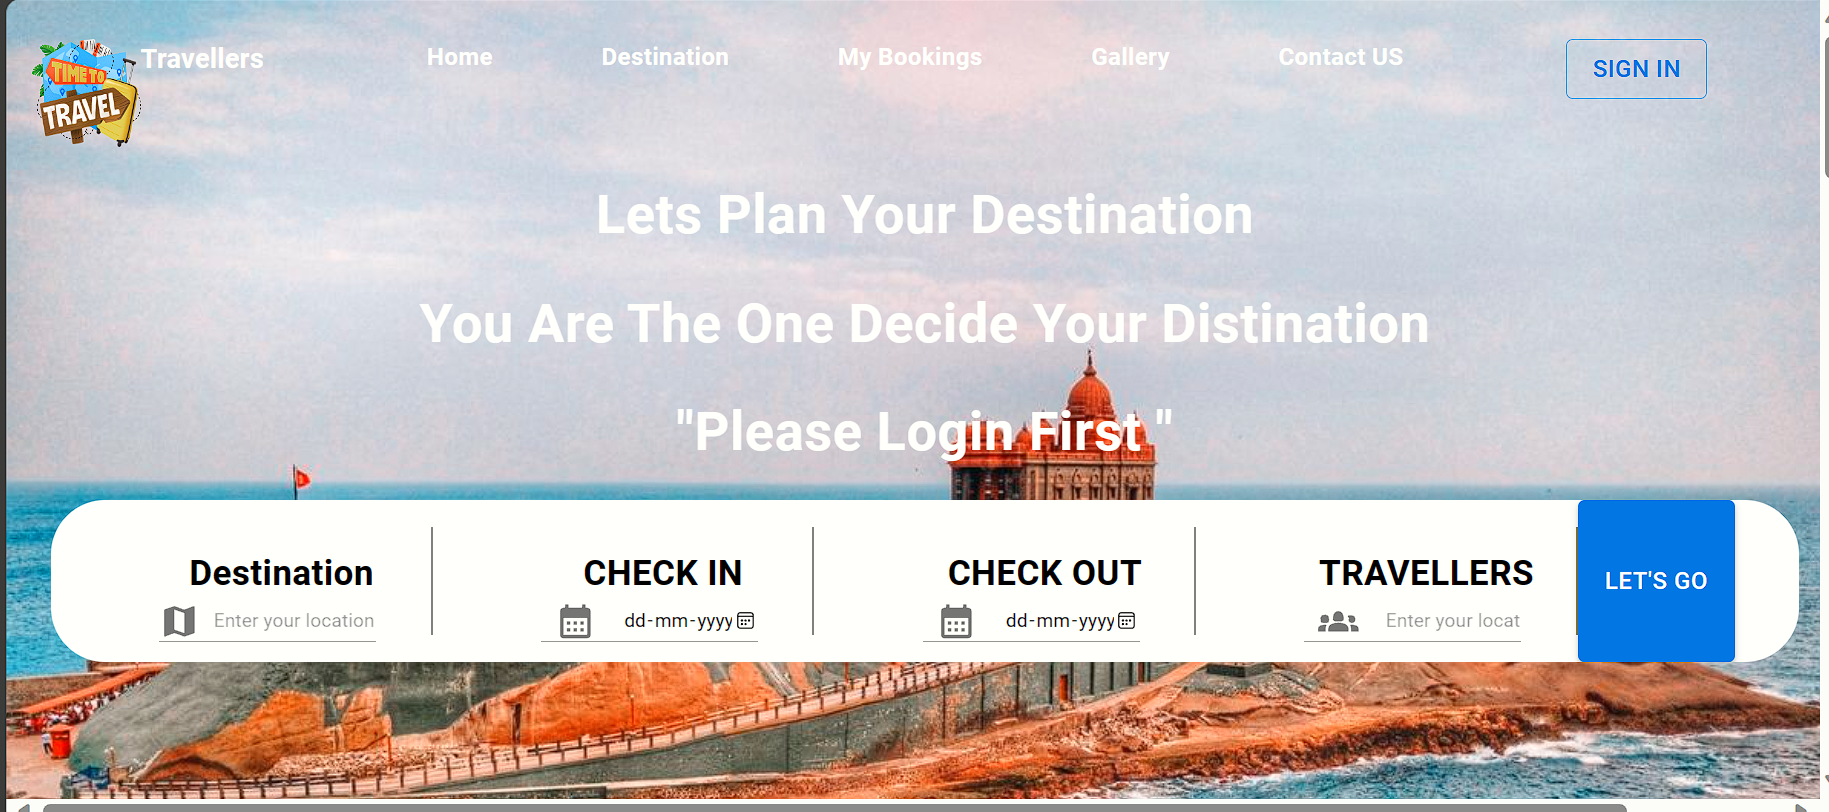 TIME TO
TRAVEL
Travellers
Home
Destination
My Bookings
Gallery
Contact US
SIGN IN
Lets Plan Your Destination
You Are The One Decide Your Distination
"Please Login First "
Destination
Enter your location
CHECK IN
dd-mm-yyyy
CHECK OUT
dd-mm-yyyy
TRAVELLERS
Enter your locat
LET'S GO